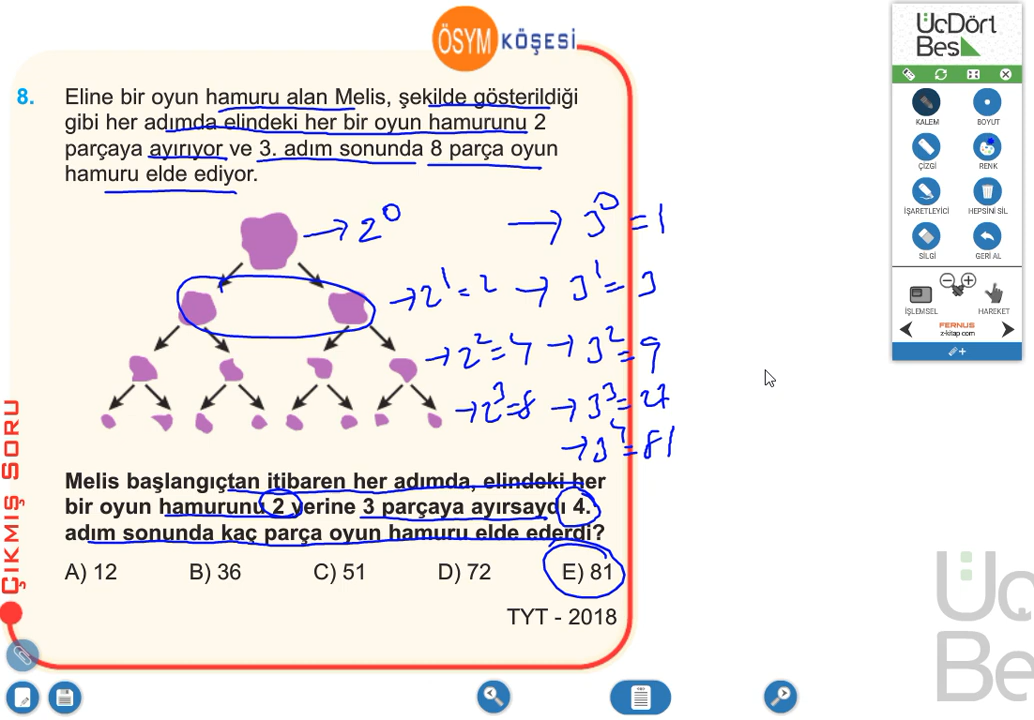 ÖSYM KÖŞESİ
8. Eline bir oyun hamuru alan Melis, şekilde gösterildiği
gibi her adımda elindeki her bir oyun hamurunu 2
parçaya ayırıyor ve 3. adım sonunda 8 parça oyun
hamuru elde ediyor.
→ 2⁰ → 3⁰ = 1
→ 2¹ = 2 → 3¹ = 3
→ 2² = 4 → 3² = 9
→ 2³ = 8 → 3³ = 27
→ 3⁴ = 81
Melis başlangıçtan itibaren her adımda, elindeki her
bir oyun hamurunu 2 yerine 3 parçaya ayırsaydı 4.
adım sonunda kaç parça oyun hamuru elde ederdi?
A) 12 B) 36 C) 51 D) 72 E) 81
TYT - 2018
ÇIKMIŞ SORU
ÜçDört
Beş
KALEM BOYUT
ÇİZGİ RENK
İŞARETLEYİCİ HEPSİNİ SİL
SİLGİ GERİ AL
İŞLEMSEL HAREKET
FERNUS
z-kitap.com
Üç
Be